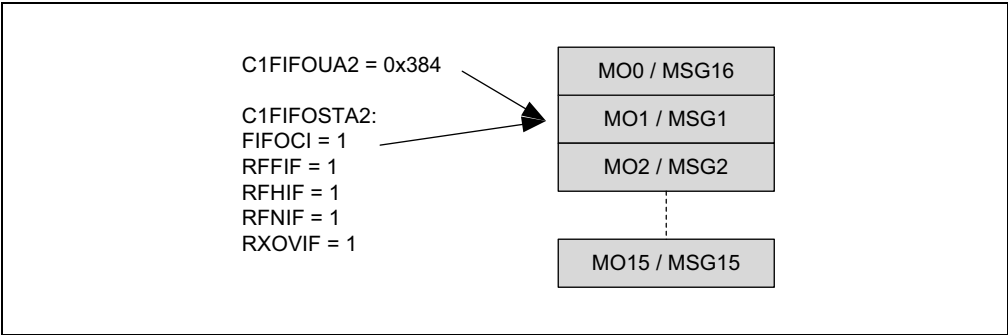 C1FIFOUA2 = 0x384
C1FIFOSTA2:
FIFOCI = 1
RFFIF = 1
RFHIF = 1
RFNIF = 1
RXOVIF = 1
MO0 / MSG16
MO1 / MSG1
MO2 / MSG2
MO15 / MSG15